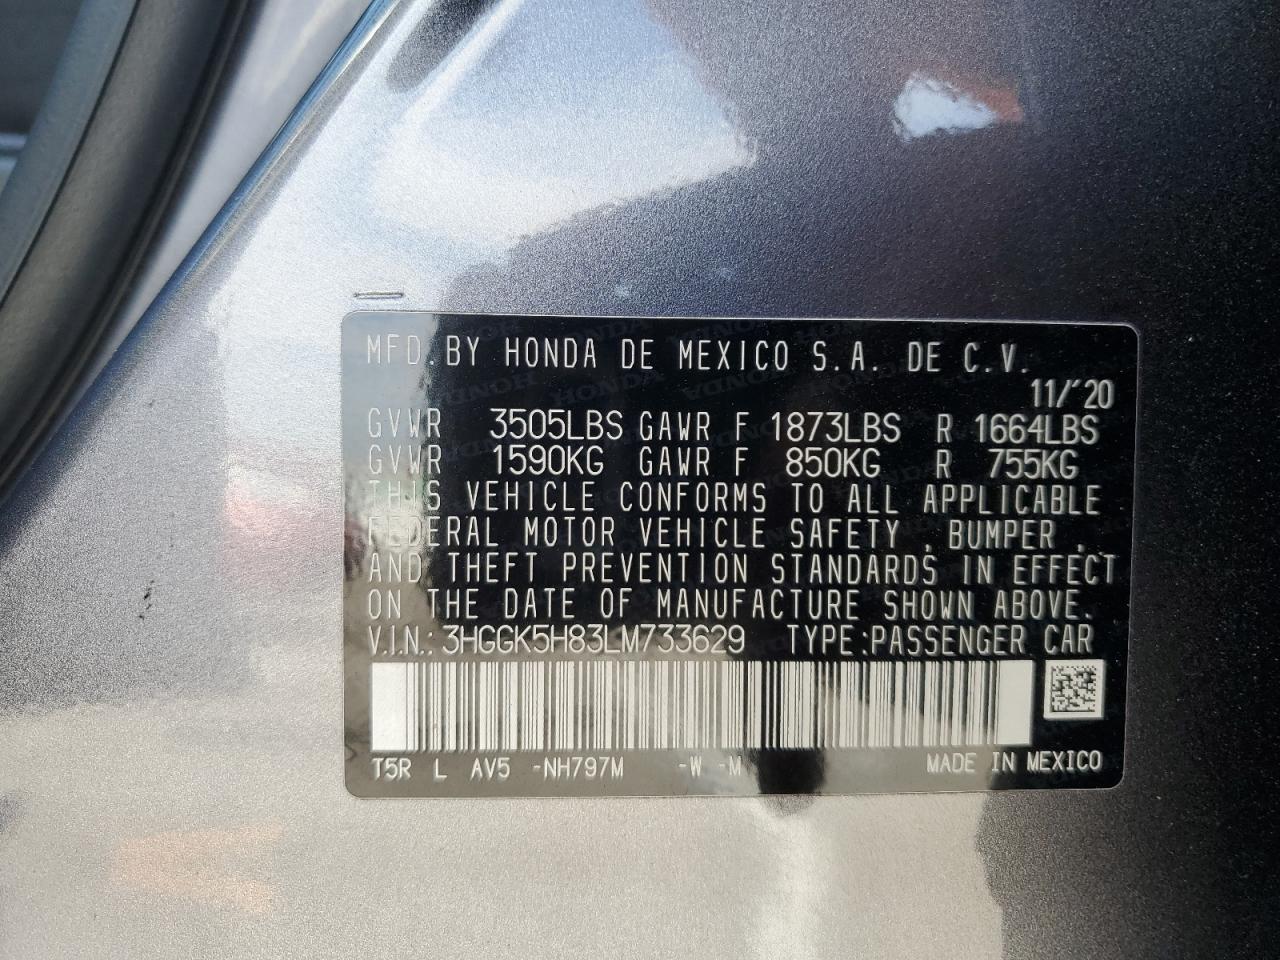 MFD. BY HONDA DE MEXICO S.A. DE C.V.
11/'20
GVWR 3505LBS GAWR F 1873LBS R 1664LBS
GVWR 1590KG GAWR F 850KG R 755KG
THIS VEHICLE CONFORMS TO ALL APPLICABLE
FEDERAL MOTOR VEHICLE SAFETY, BUMPER,
AND THEFT PREVENTION STANDARDS IN EFFECT
ON THE DATE OF MANUFACTURE SHOWN ABOVE.
V.I.N.: 3HGGK5H83LM733629 TYPE:PASSENGER CAR
T5R L AV5 -NH797M -W -M MADE IN MEXICO